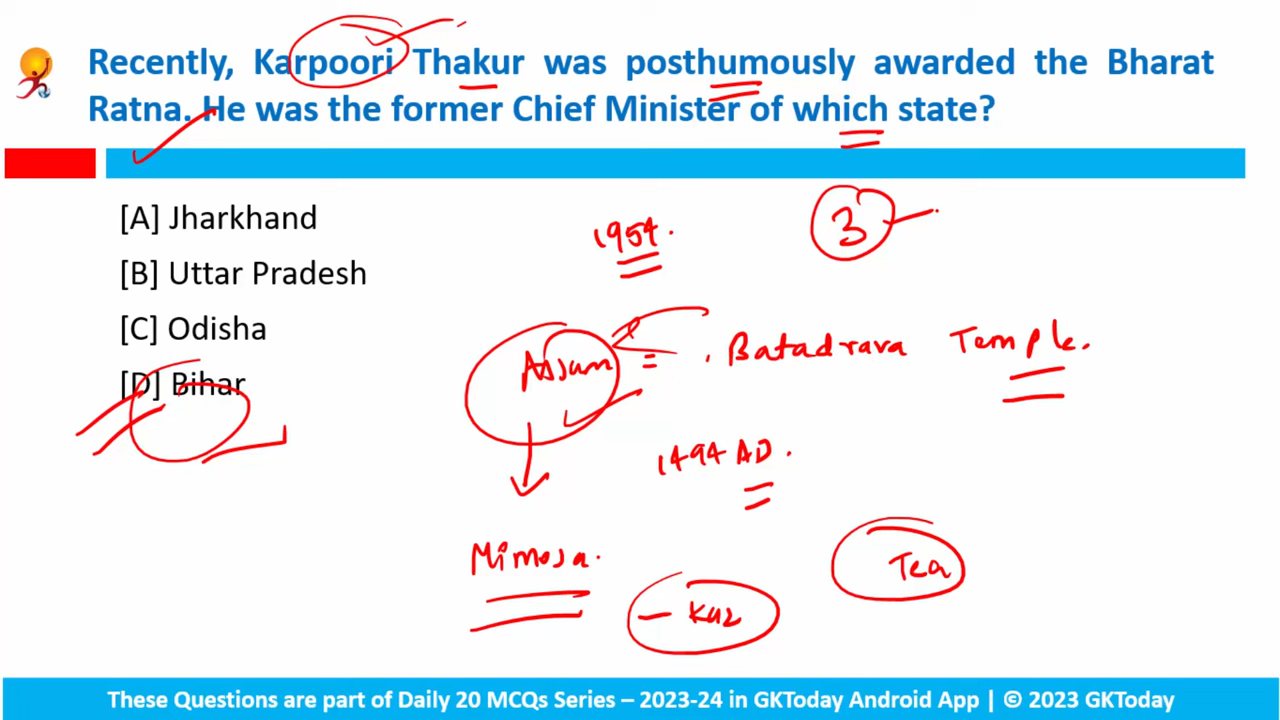 Recently, Karpoori Thakur was posthumously awarded the Bharat
Ratna. He was the former Chief Minister of which state?
[A] Jharkhand
[B] Uttar Pradesh
[C] Odisha
[D] Bihar
1954.
3
Assam = . Batadrava Temple.
1494 AD.
Mimosa.
Tea
These Questions are part of Daily 20 MCQs Series – 2023-24 in GKToday Android App | © 2023 GKToday